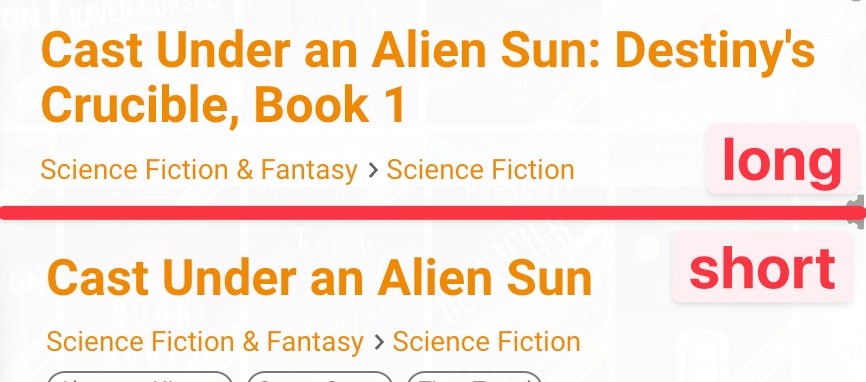 Cast Under an Alien Sun: Destiny's
Crucible, Book 1
Science Fiction & Fantasy > Science Fiction
long
Cast Under an Alien Sun
short
Science Fiction & Fantasy > Science Fiction